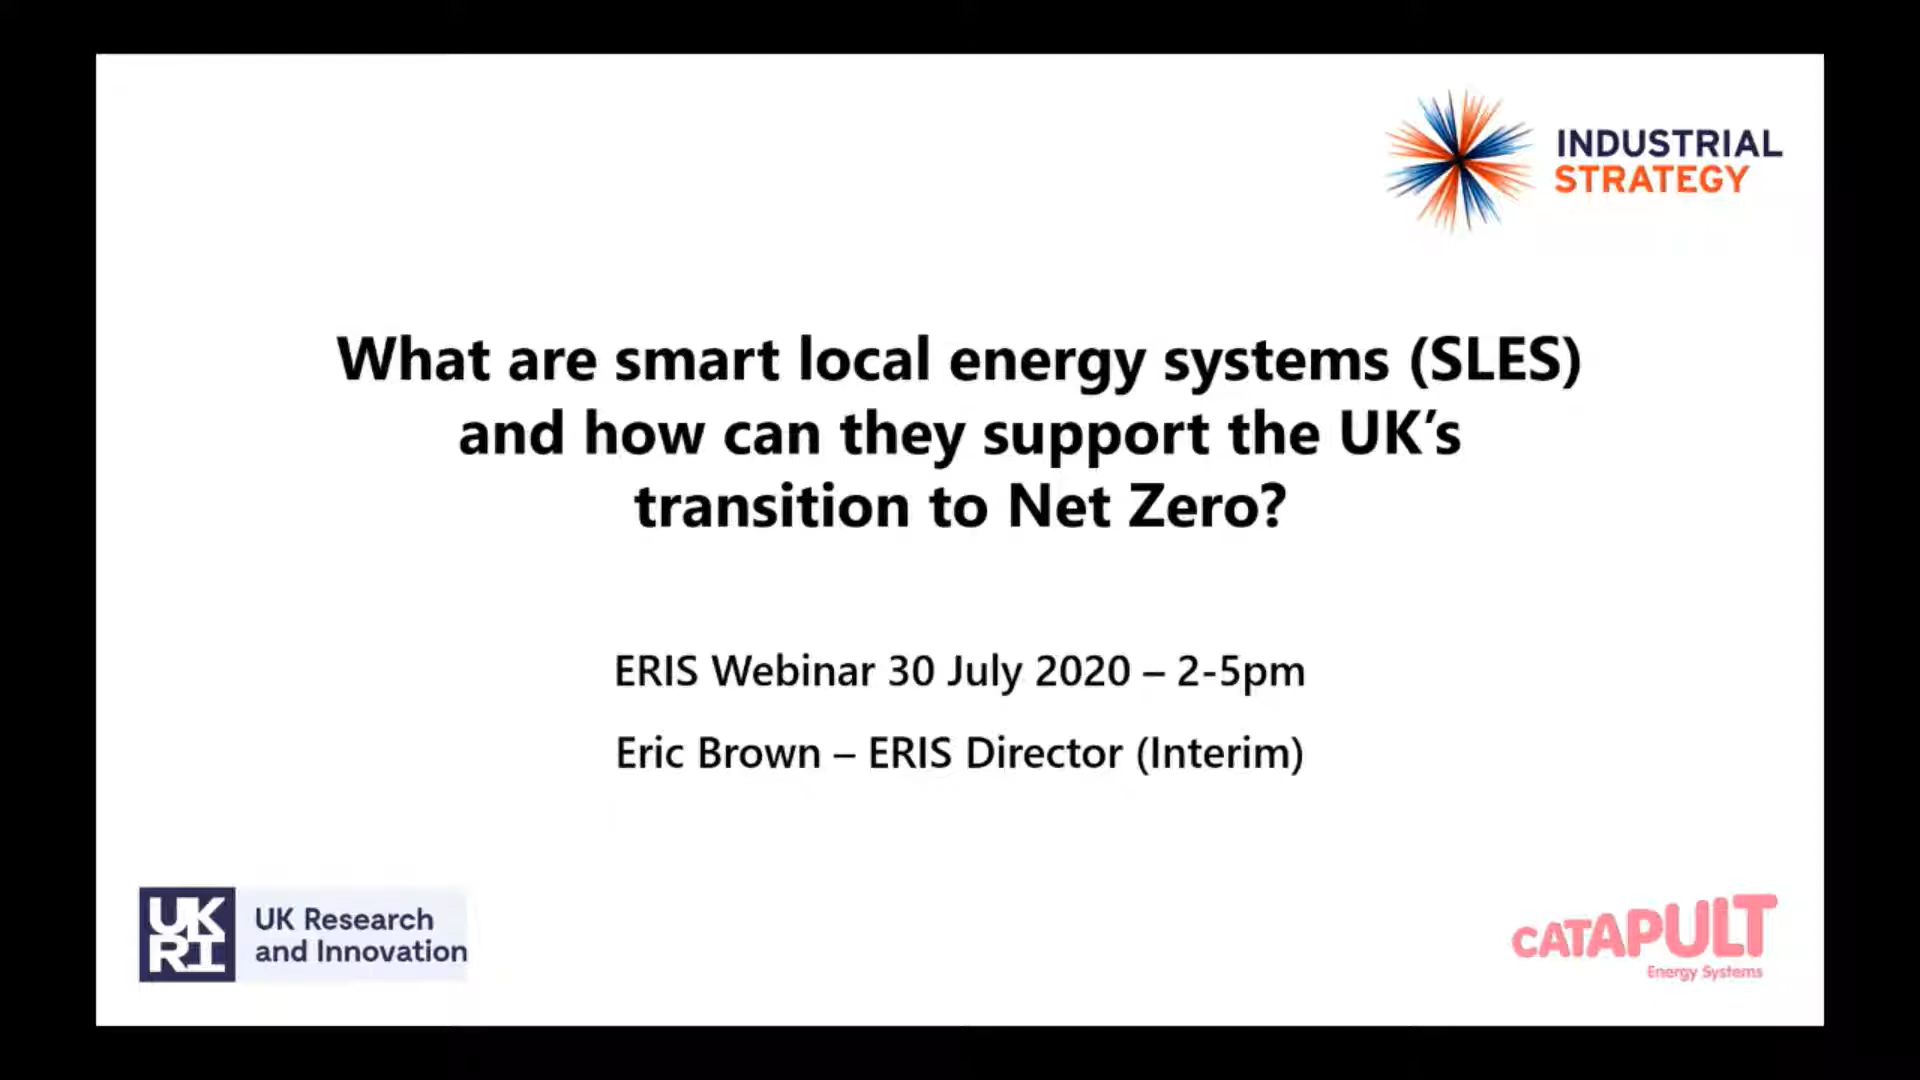 INDUSTRIAL
STRATEGY
What are smart local energy systems (SLES)
and how can they support the UK’s
transition to Net Zero?
ERIS Webinar 30 July 2020 – 2-5pm
Eric Brown – ERIS Director (Interim)
UK
RI
UK Research
and Innovation
CATAPULT
Energy Systems